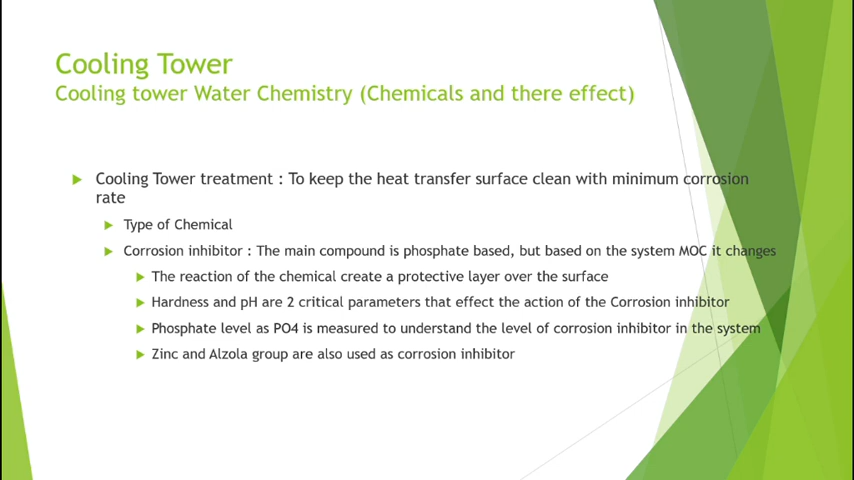 Cooling Tower
Cooling tower Water Chemistry (Chemicals and there effect)
Cooling Tower treatment : To keep the heat transfer surface clean with minimum corrosion
rate
Type of Chemical
Corrosion inhibitor : The main compound is phosphate based, but based on the system MOC it changes
The reaction of the chemical create a protective layer over the surface
Hardness and pH are 2 critical parameters that effect the action of the Corrosion inhibitor
Phosphate level as PO4 is measured to understand the level of corrosion inhibitor in the system
Zinc and Alzola group are also used as corrosion inhibitor